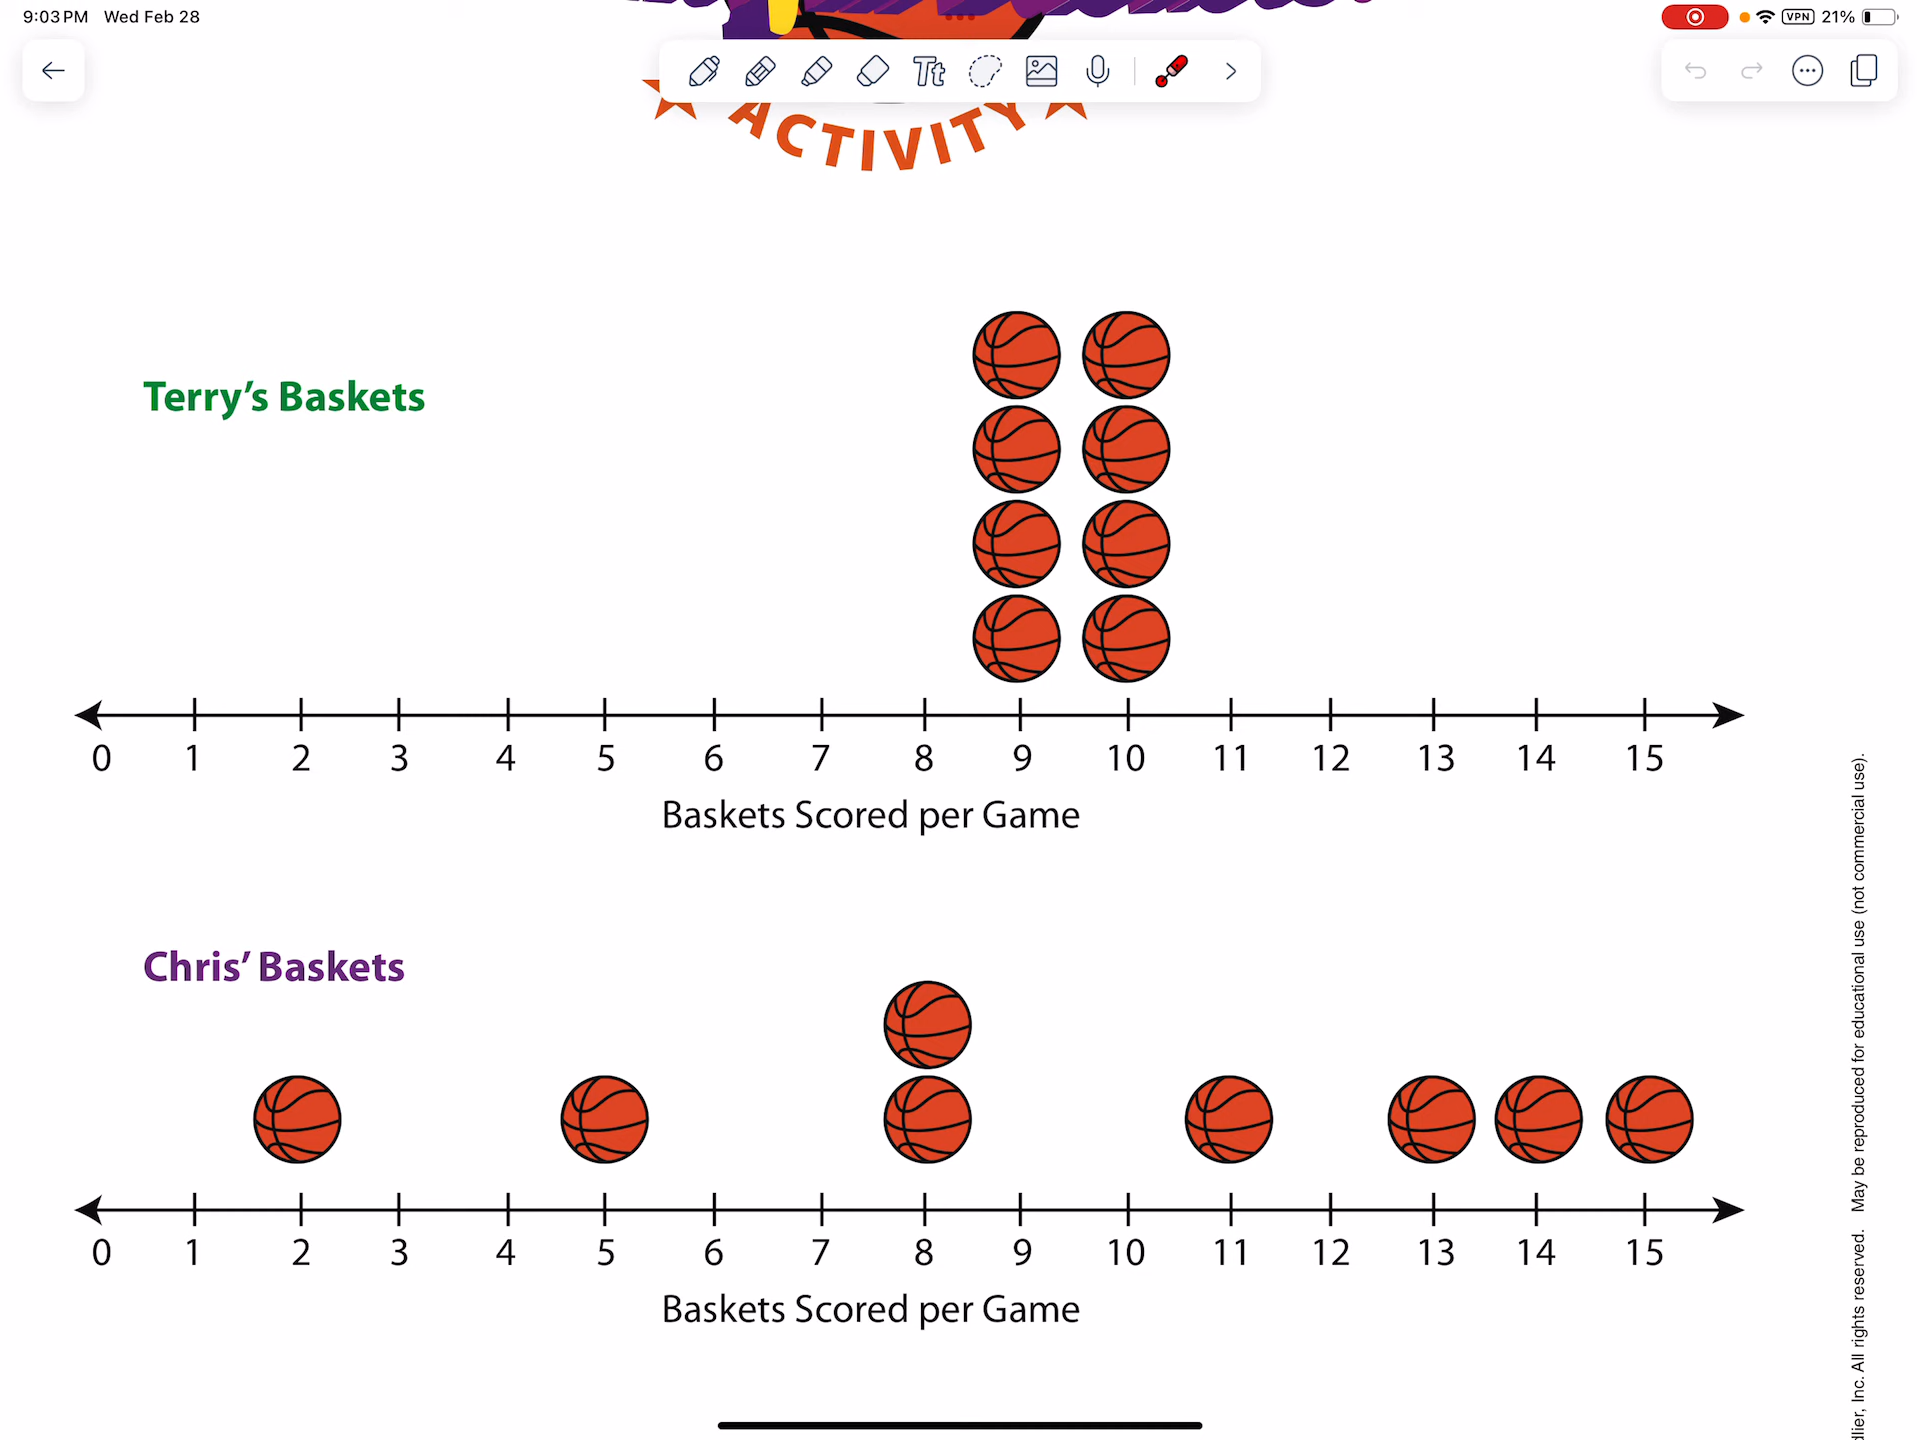 9:03 PM Wed Feb 28
VPN 21%
Tt
ACTIVITY
Terry's Baskets
0 1 2 3 4 5 6 7 8 9 10 11 12 13 14 15
Baskets Scored per Game
Chris' Baskets
0 1 2 3 4 5 6 7 8 9 10 11 12 13 14 15
Baskets Scored per Game
Inc. All rights reserved. May be reproduced for educational use (not commercial use).